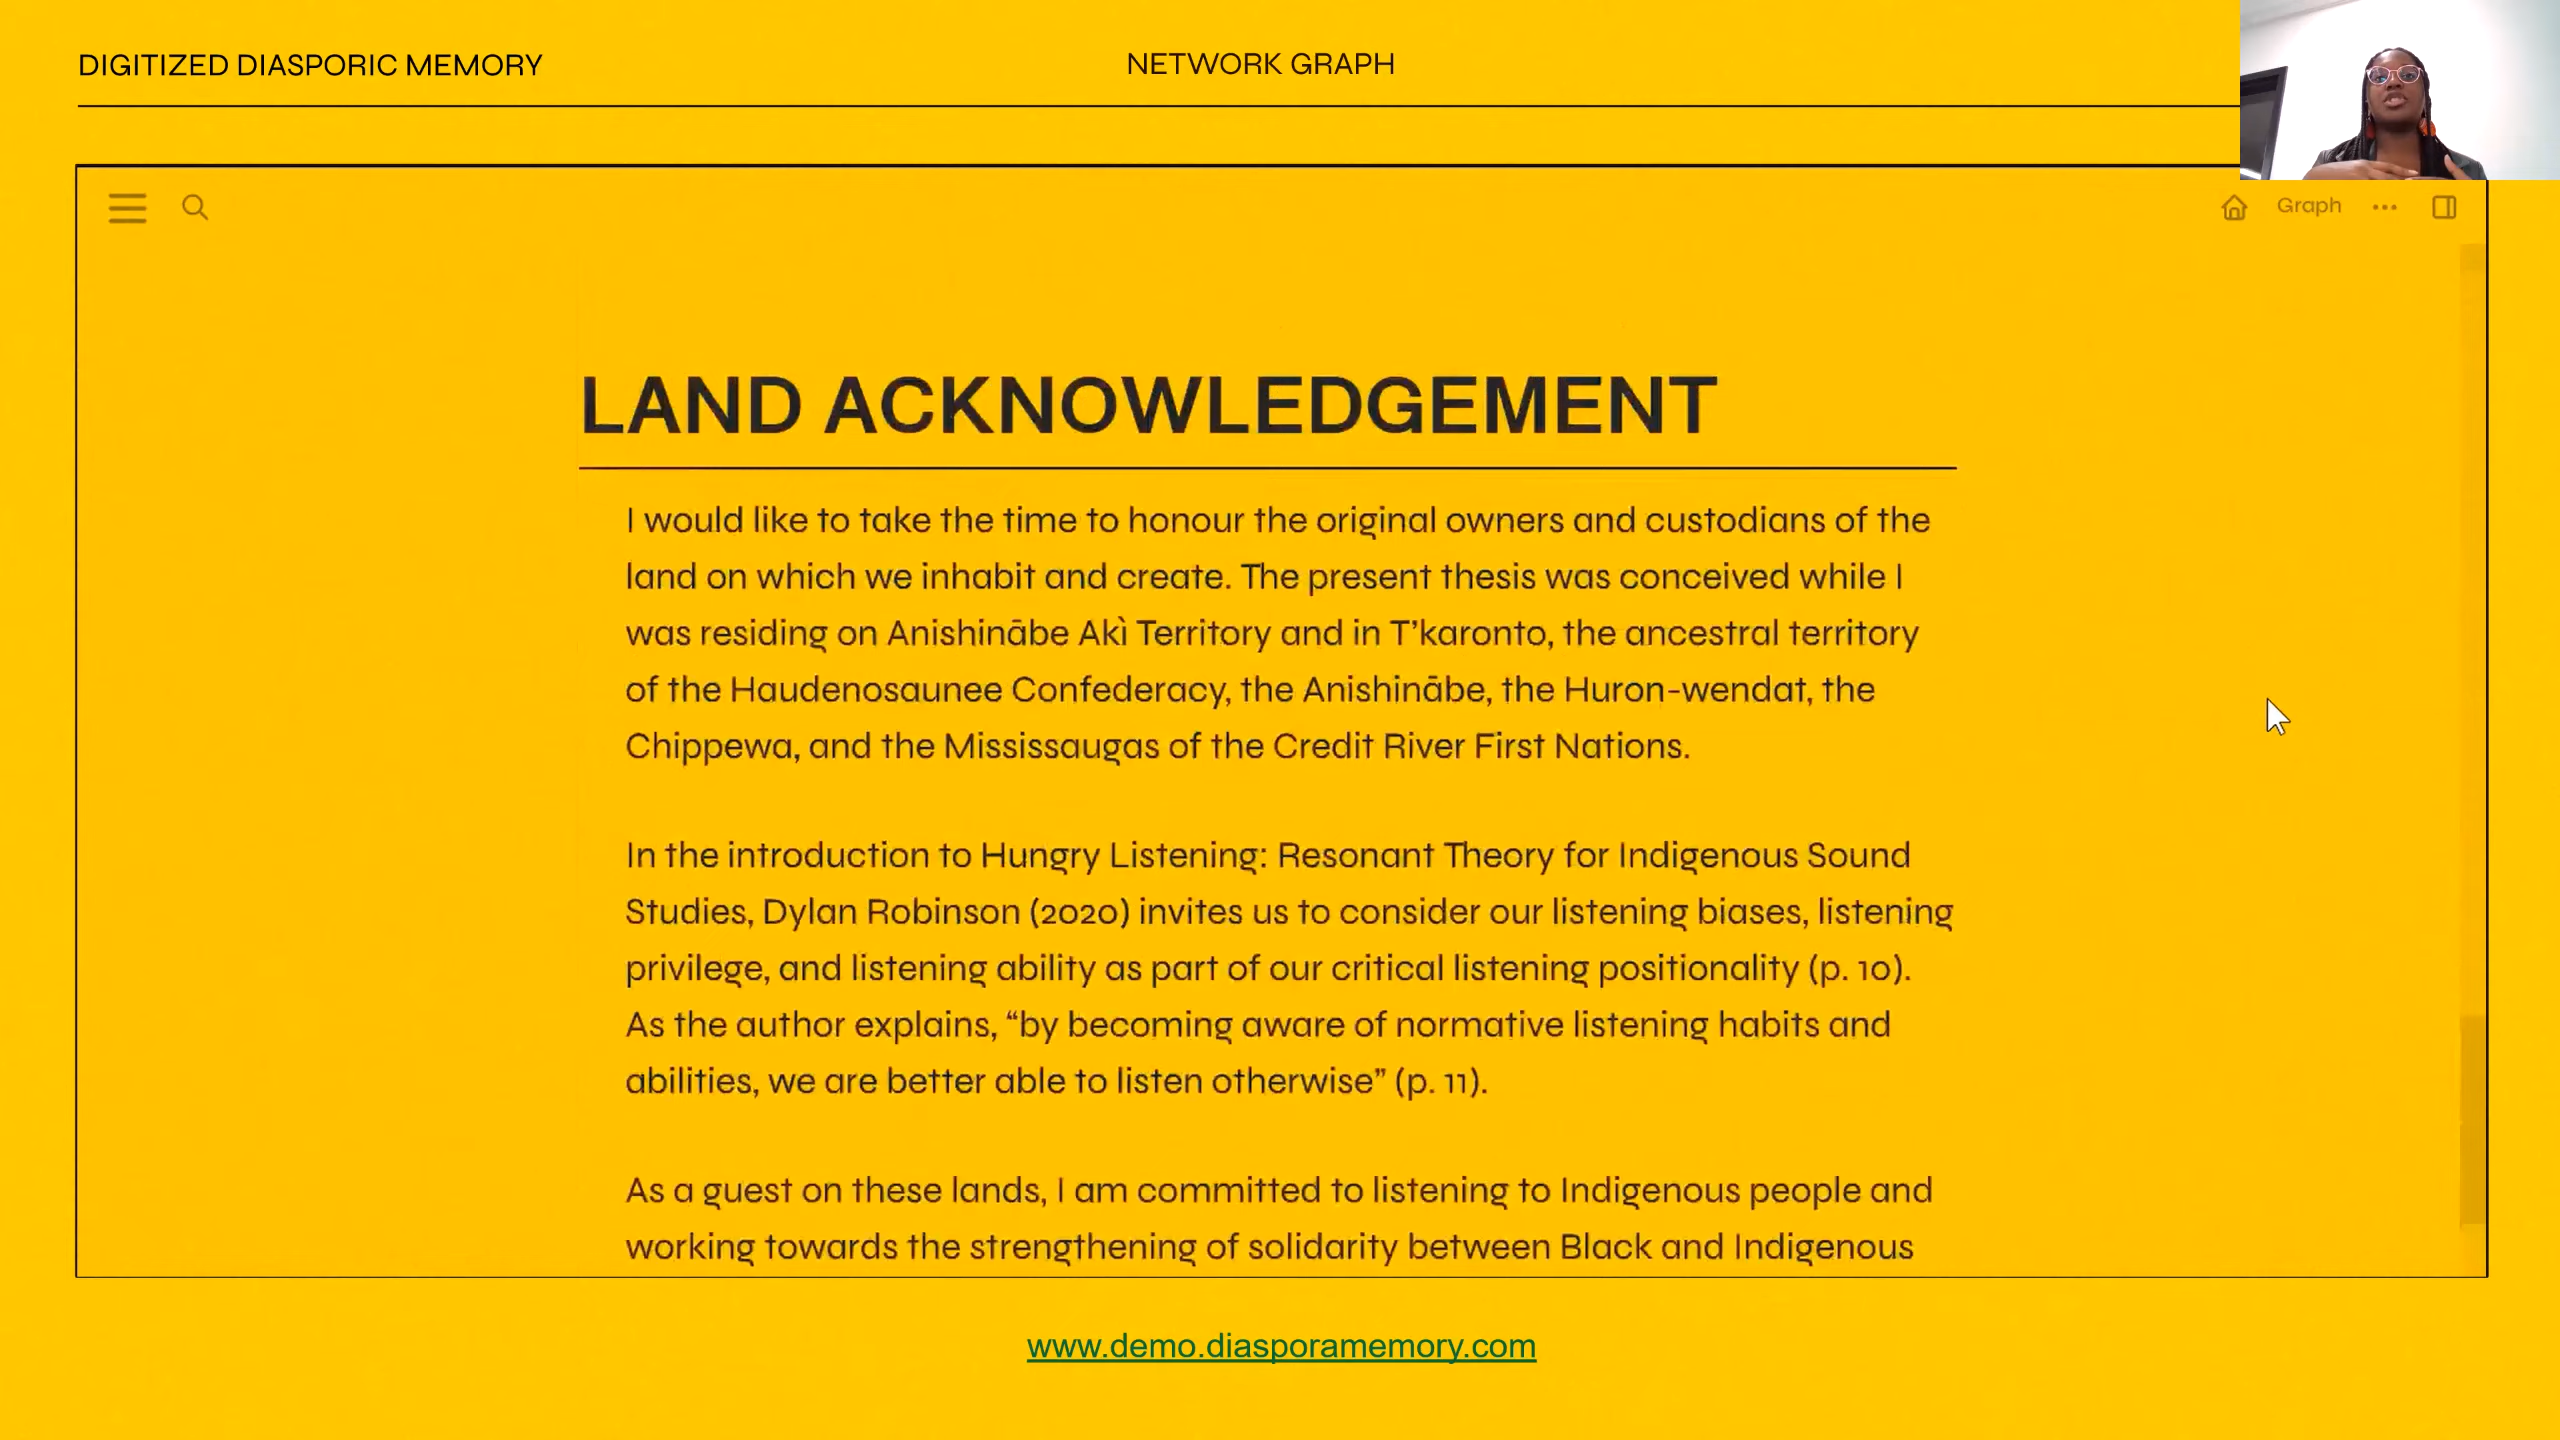 DIGITIZED DIASPORIC MEMORY
NETWORK GRAPH
Graph
LAND ACKNOWLEDGEMENT
I would like to take the time to honour the original owners and custodians of the
land on which we inhabit and create. The present thesis was conceived while I
was residing on Anishinābe Akì Territory and in T’karonto, the ancestral territory
of the Haudenosaunee Confederacy, the Anishinābe, the Huron-wendat, the
Chippewa, and the Mississaugas of the Credit River First Nations.
In the introduction to Hungry Listening: Resonant Theory for Indigenous Sound
Studies, Dylan Robinson (2020) invites us to consider our listening biases, listening
privilege, and listening ability as part of our critical listening positionality (p. 10).
As the author explains, “by becoming aware of normative listening habits and
abilities, we are better able to listen otherwise” (p. 11).
As a guest on these lands, I am committed to listening to Indigenous people and
working towards the strengthening of solidarity between Black and Indigenous
www.demo.diasporamemory.com